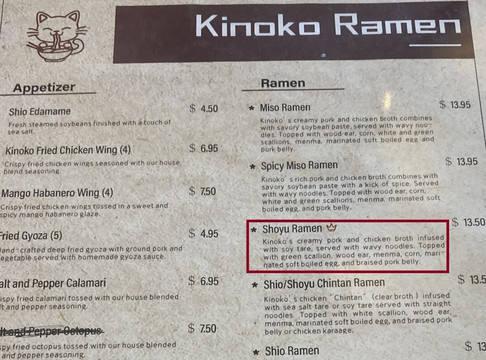 Kinoko Ramen
Appetizer
Shio Edamame $ 4.50
Fresh steamed soybeans finished with a touch of
sea salt.
Kinoko Fried Chicken Wing (4) $ 6.95
Crispy fried chicken wings seasoned with our house
blend seasoning.
Mango Habanero Wing (4) $ 7.50
Crispy fried chicken wings tossed in a sweet and
spicy mango habanero glaze.
Fried Gyoza (5) $ 4.95
and-crafted deep fried gyoza with ground pork and
egetable served with homemade gyoza sauce.
alt and Pepper Calamari $ 6.95
ispy fried calamari tossed with our house blended
lt and pepper seasoning.
lt and Pepper Octopus $ 7.50
spy fried octopus tossed with our house blended
and pepper seasoning.
Ramen
* Miso Ramen $ 13.95
Kinoko's creamy pork and chicken broth combines
with savory soybean paste, served with wavy noo-
dles. Topped with wood ear, corn, white and green
scallions, menma, marinated soft boiled egg and
pork belly.
* Spicy Miso Ramen $ 13.95
Kinoko's rich pork and chicken broth combines with
savory soybean paste with a kick of spice. Served
with wavy noodles. Topped with wood ear, corn,
white and green scallions, menma, marinated soft
boiled egg, and pork belly.
* Shoyu Ramen $ 13.50
Kinoko's creamy pork and chicken broth infused
with soy tare, served with wavy noodles. Topped
with green scallion, wood ear, menma, corn, mari-
nated soft boiled egg, and braised pork belly.
* Shio/Shoyu Chintan Ramen $ 13.5
Kinoko's chicken "Chintan" (clear broth) infused
with sea salt tare or soy tare served with straight
noodles. Topped with white scallion, wood ear,
menma, marinated soft boiled egg, and braised pork
belly or chicken karaage.
* Shio Ramen $ 13